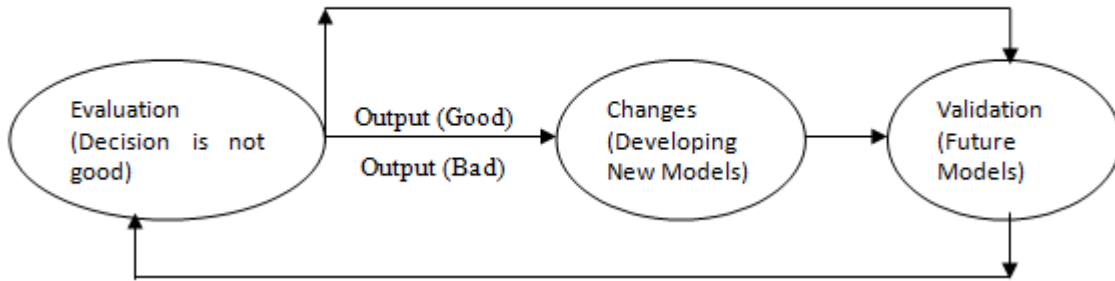 Evaluation
(Decision is not
good)
Output (Good)
Output (Bad)
Changes
(Developing
New Models)
Validation
(Future
Models)